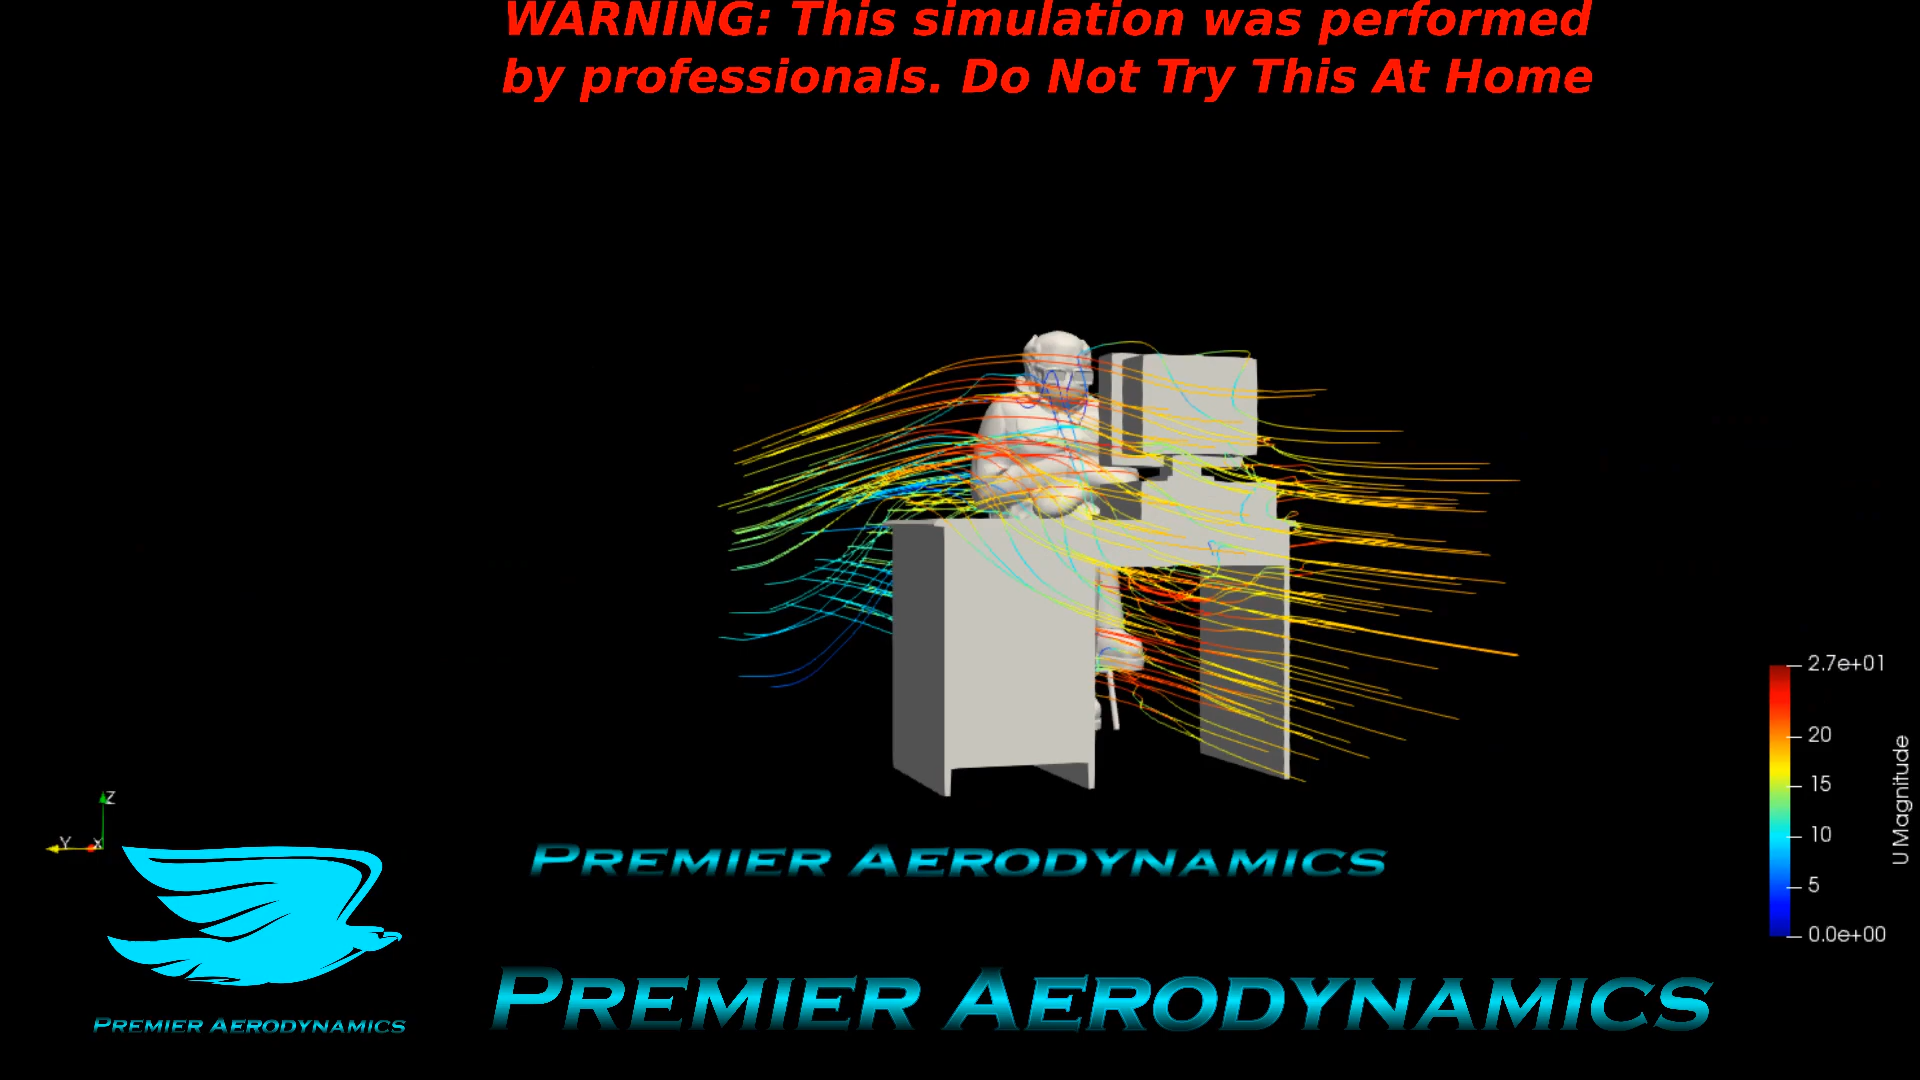 WARNING: This simulation was performed
by professionals. Do Not Try This At Home
2.7e+01
20
15
10
5
0.0e+00
U Magnitude
Z
Y
X
PREMIER AERODYNAMICS
PREMIER AERODYNAMICS
PREMIER AERODYNAMICS